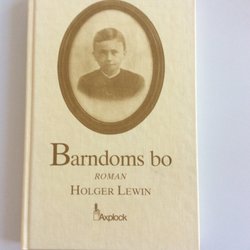 Barndoms bo
ROMAN
HOLGER LEWIN
Axplock